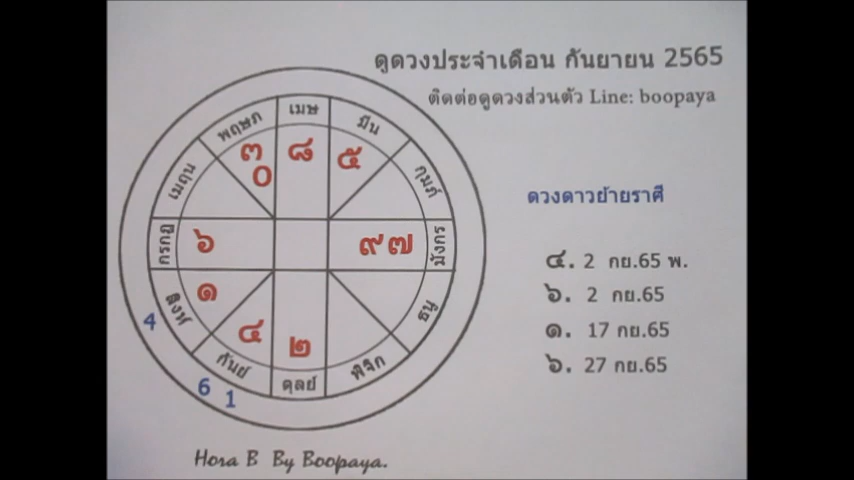 ดูดวงประจำเดือน กันยายน 2565
ติดต่อดูดวงส่วนตัว Line: boopaya
เมษ
พฤษภ
มีน
เมถุน
กุมภ์
กรกฎ
มังกร
สิงห์
ธนู
กันย์
พิจิก
ตุลย์
๓
๐
๘
๕
๖
๙๗
๑
๔
๒
4
6
1
ดวงดาวย้ายราศี
๔. 2 กย.65 พ.
๖. 2 กย.65
๑. 17 กย.65
๖. 27 กย.65
Hora B By Boopaya.